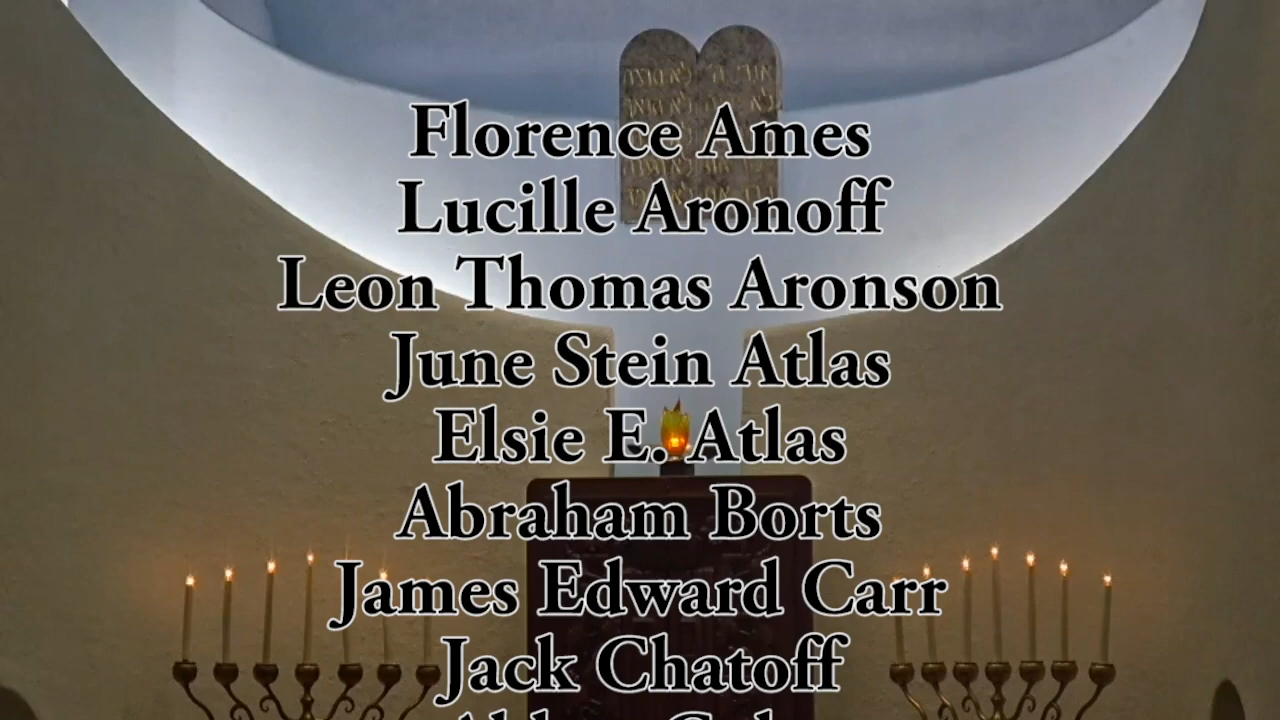 Florence Ames
Lucille Aronoff
Leon Thomas Aronson
June Stein Atlas
Elsie E. Atlas
Abraham Borts
James Edward Carr
Jack Chatoff